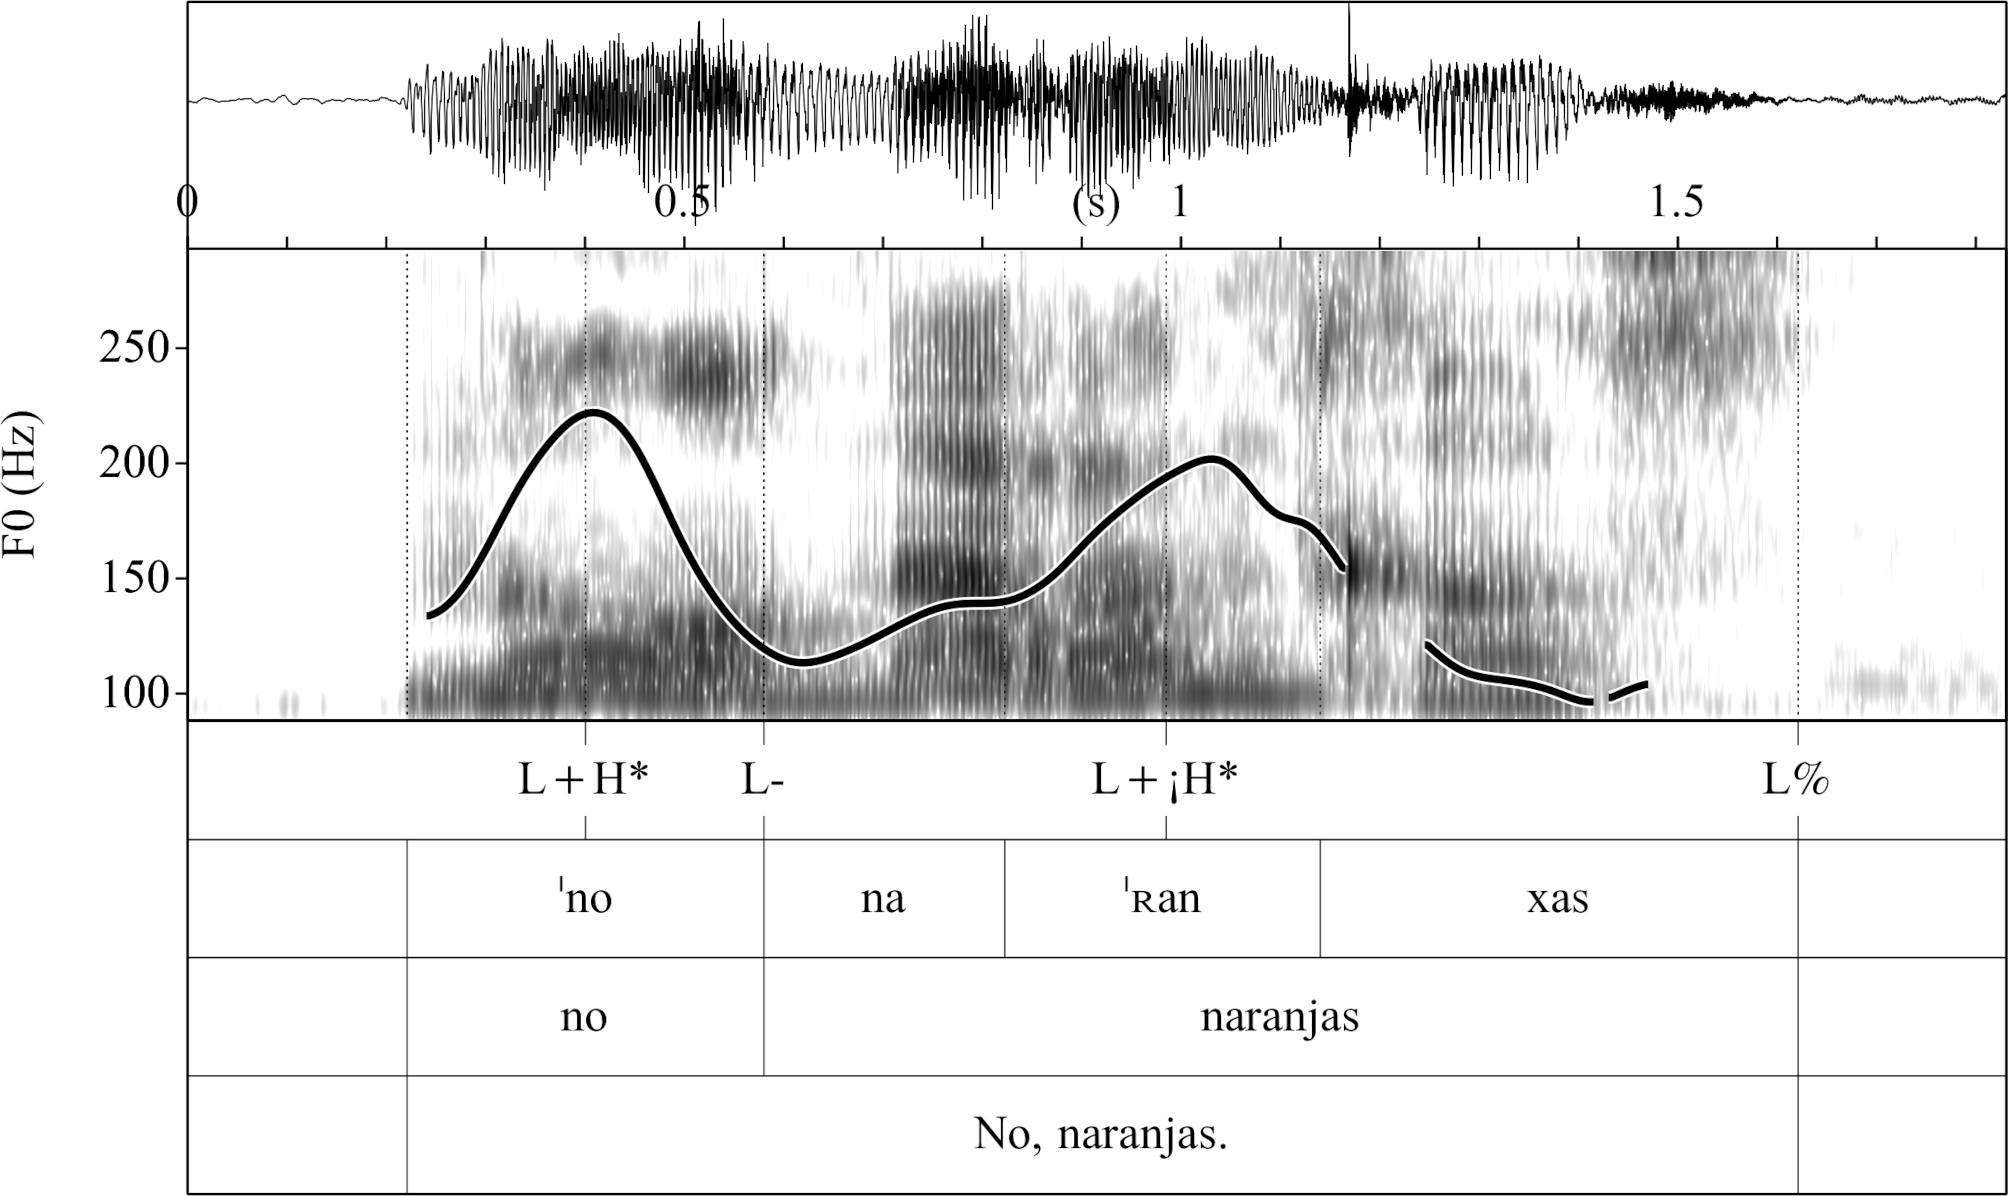 0 0.5 (s) 1 1.5
F0 (Hz)
250
200
150
100
L+H* L- L+¡H* L%
ˈno na ˈʀan xas
no naranjas
No, naranjas.